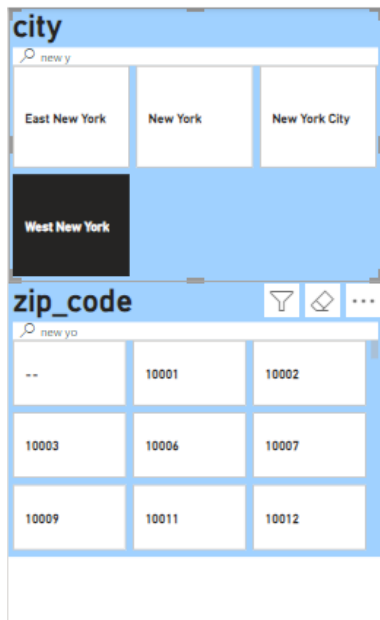 city
new y
East New York New York New York City
West New York
zip_code
new yo
-- 10001 10002
10003 10006 10007
10009 10011 10012